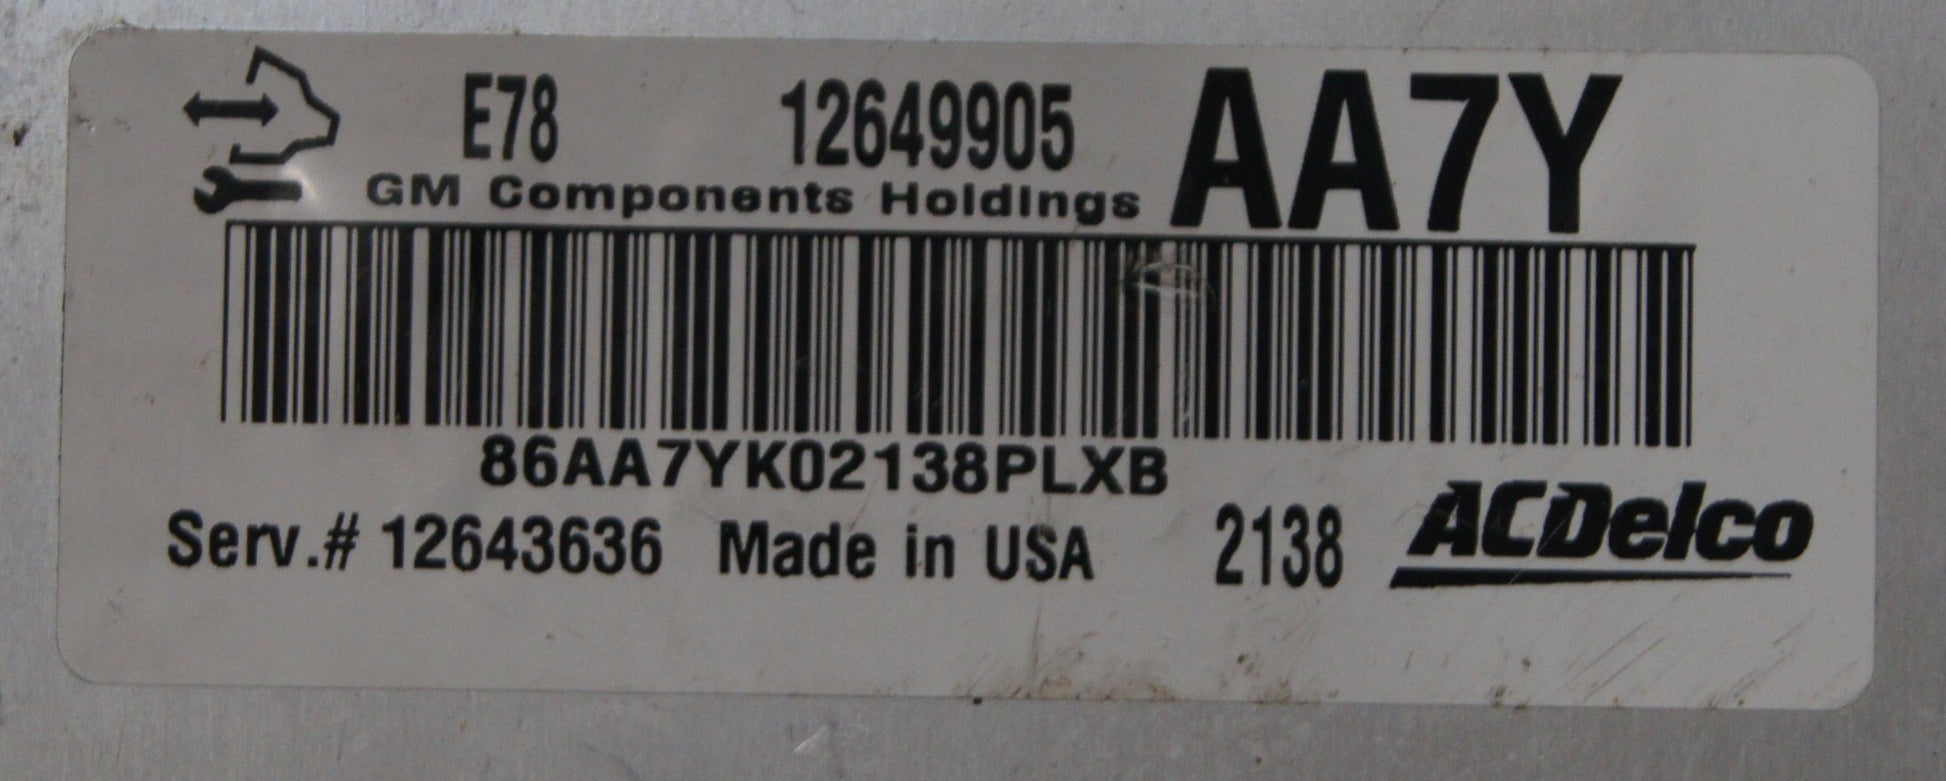 E78 12649905 AA7Y
GM Components Holdings
86AA7YK02138PLXB
Serv.# 12643636 Made in USA 2138 ACDelco